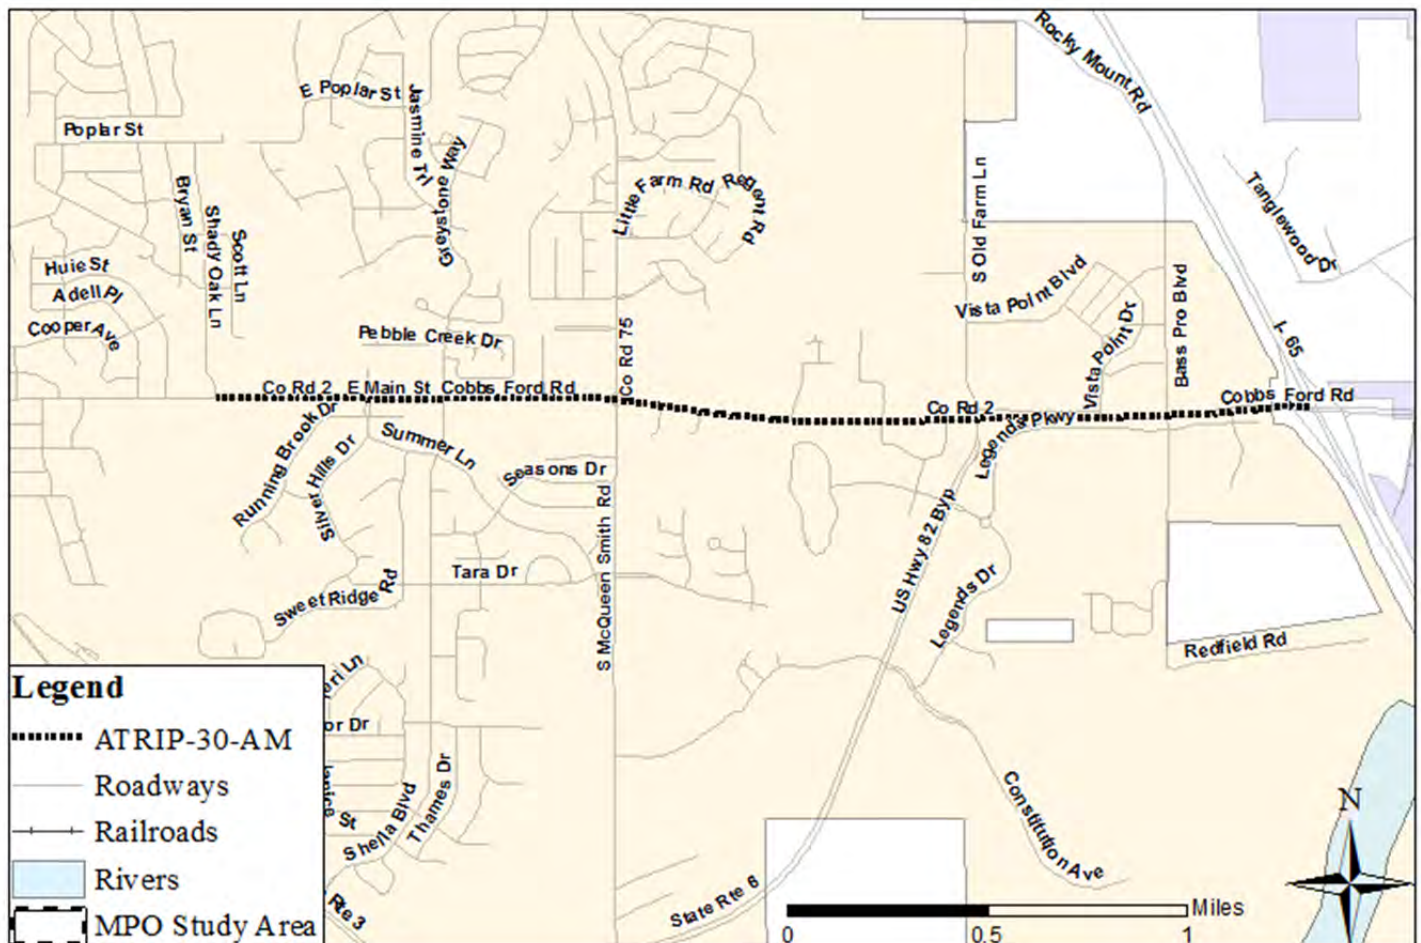 Rocky Mount Rd
E Poplar St
Jasmine Trl
Poplar St
Greystone Way
Little Farm Rd
Regent Rd
S Old Farm Ln
Tanglewood Dr
Bryan St
Shady Oak Ln
Scott Ln
Huie St
Adell Pl
Cooper Ave
Vista Point Blvd
Vista Point Dr
Bass Pro Blvd
I- 65
Pebble Creek Dr
Co Rd 75
Co Rd 2 E Main St Cobbs Ford Rd
Co Rd 2
Cobbs Ford Rd
Legends Pkwy
Running Brook Dr
Silver Hills Dr
Summer Ln
Seasons Dr
S McQueen Smith Rd
US Hwy 82 Byp
Tara Dr
Sweet Ridge Rd
Legends Dr
Redfield Rd
eri Ln
or Dr
St
Sheila Blvd
Thames Dr
Rte 3
State Rte 6
Constitution Ave
Legend
ATRIP-30-AM
Roadways
Railroads
Rivers
MPO Study Area
N
Miles
0 0.5 1